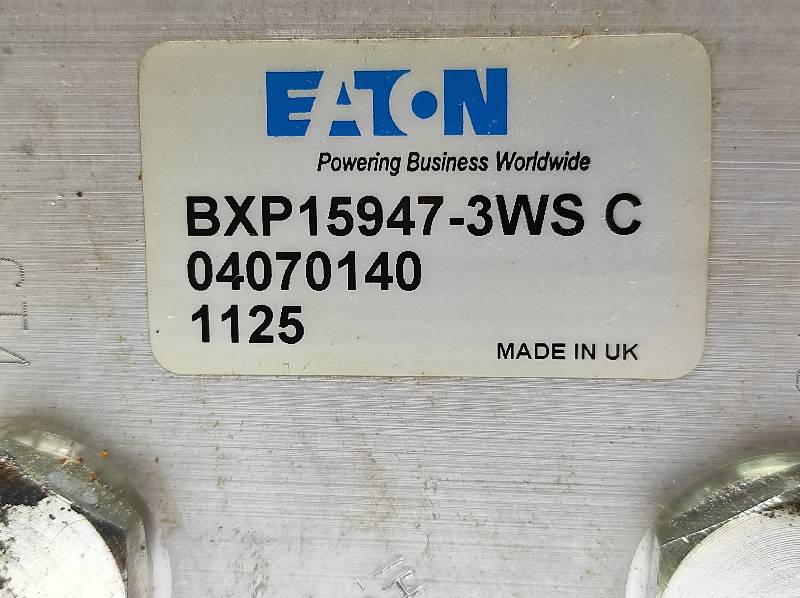 EATON
Powering Business Worldwide
BXP15947-3WS C
04070140
1125
MADE IN UK